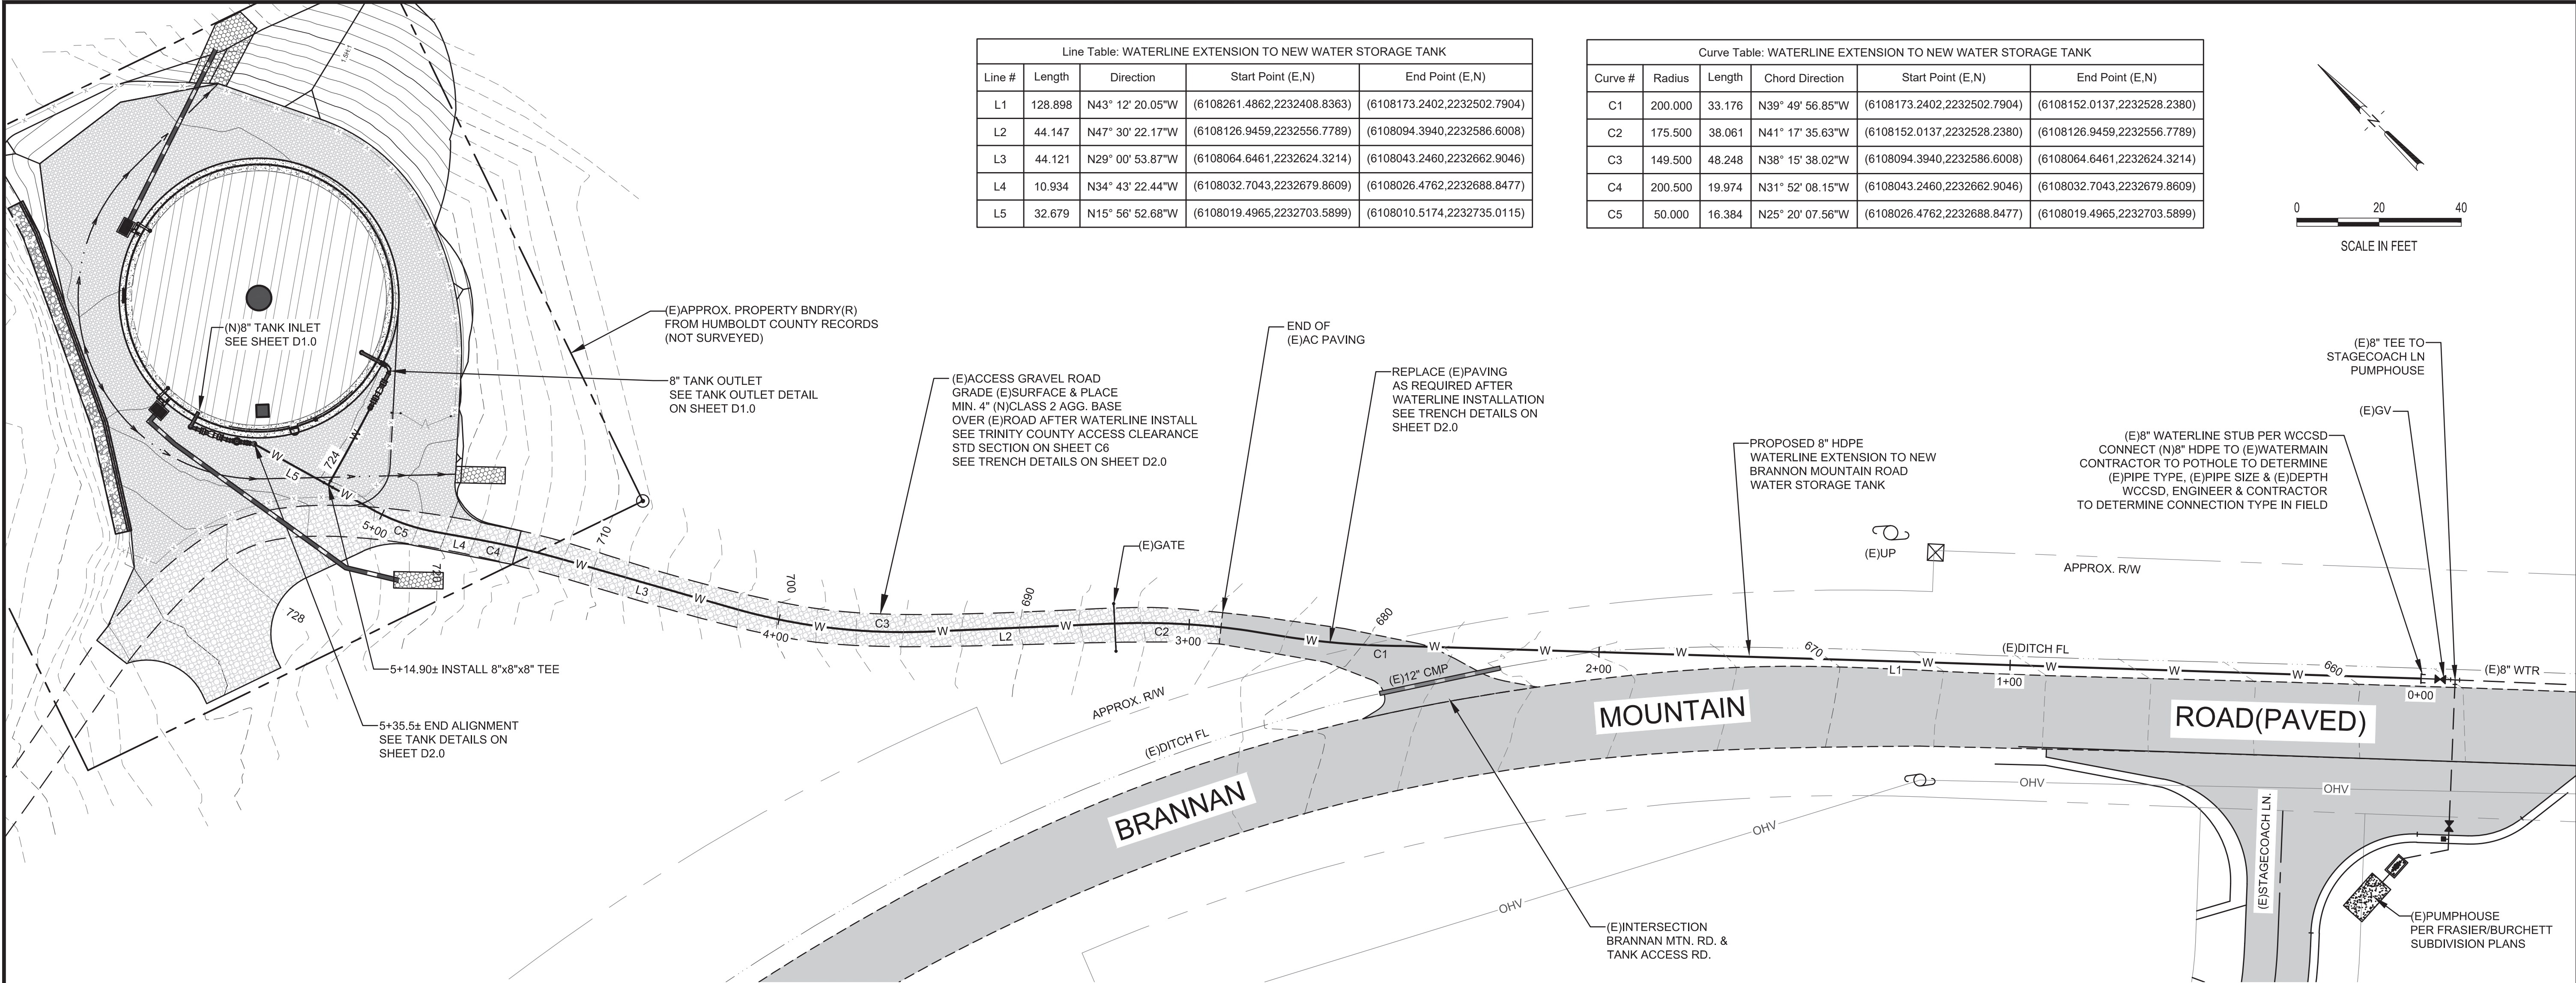 Line Table: WATERLINE EXTENSION TO NEW WATER STORAGE TANK
Line # Length Direction Start Point (E,N) End Point (E,N)
L1 128.898 N43° 12' 20.05"W (6108261.4862,2232408.8363) (6108173.2402,2232502.7904)
L2 44.147 N47° 30' 22.17"W (6108126.9459,2232556.7789) (6108094.3940,2232586.6008)
L3 44.121 N29° 00' 53.87"W (6108064.6461,2232624.3214) (6108043.2460,2232662.9046)
L4 10.934 N34° 43' 22.44"W (6108032.7043,2232679.8609) (6108026.4762,2232688.8477)
L5 32.679 N15° 56' 52.68"W (6108019.4965,2232703.5899) (6108010.5174,2232735.0115)
Curve Table: WATERLINE EXTENSION TO NEW WATER STORAGE TANK
Curve # Radius Length Chord Direction Start Point (E,N) End Point (E,N)
C1 200.000 33.176 N39° 49' 56.85"W (6108173.2402,2232502.7904) (6108152.0137,2232528.2380)
C2 175.500 38.061 N41° 17' 35.63"W (6108152.0137,2232528.2380) (6108126.9459,2232556.7789)
C3 149.500 48.248 N38° 15' 38.02"W (6108094.3940,2232586.6008) (6108064.6461,2232624.3214)
C4 200.500 19.974 N31° 52' 08.15"W (6108043.2460,2232662.9046) (6108032.7043,2232679.8609)
C5 50.000 16.384 N25° 20' 07.56"W (6108026.4762,2232688.8477) (6108019.4965,2232703.5899)
N
0 20 40
SCALE IN FEET
1.5H:1
(N)8" TANK INLET
SEE SHEET D1.0
(E)APPROX. PROPERTY BNDRY(R)
FROM HUMBOLDT COUNTY RECORDS
(NOT SURVEYED)
8" TANK OUTLET
SEE TANK OUTLET DETAIL
ON SHEET D1.0
(E)ACCESS GRAVEL ROAD
GRADE (E)SURFACE & PLACE
MIN. 4" (N)CLASS 2 AGG. BASE
OVER (E)ROAD AFTER WATERLINE INSTALL
SEE TRINITY COUNTY ACCESS CLEARANCE
STD SECTION ON SHEET C6
SEE TRENCH DETAILS ON SHEET D2.0
END OF
(E)AC PAVING
REPLACE (E)PAVING
AS REQUIRED AFTER
WATERLINE INSTALLATION
SEE TRENCH DETAILS ON
SHEET D2.0
PROPOSED 8" HDPE
WATERLINE EXTENSION TO NEW
BRANNON MOUNTAIN ROAD
WATER STORAGE TANK
(E)8" TEE TO
STAGECOACH LN
PUMPHOUSE
(E)GV
(E)8" WATERLINE STUB PER WCCSD
CONNECT (N)8" HDPE TO (E)WATERMAIN
CONTRACTOR TO POTHOLE TO DETERMINE
(E)PIPE TYPE, (E)PIPE SIZE & (E)DEPTH
WCCSD, ENGINEER & CONTRACTOR
TO DETERMINE CONNECTION TYPE IN FIELD
(E)UP
APPROX. R/W
(E)GATE
W
L5
724
W
W
5+00
C5
L4
C4
720
728
W
710
L3
W
700
4+00
W
C3
W
690
L2
W
C2
3+00
W
680
C1
W
W
2+00
W
670
L1
W
(E)DITCH FL
1+00
W
W
W
660
0+00
(E)8" WTR
(E)12" CMP
APPROX. R/W
(E)DITCH FL
BRANNAN
MOUNTAIN
ROAD(PAVED)
5+14.90± INSTALL 8"x8"x8" TEE
5+35.5± END ALIGNMENT
SEE TANK DETAILS ON
SHEET D2.0
OHV
OHV
OHV
OHV
(E)STAGECOACH LN.
(E)INTERSECTION
BRANNAN MTN. RD. &
TANK ACCESS RD.
(E)PUMPHOUSE
PER FRASIER/BURCHETT
SUBDIVISION PLANS